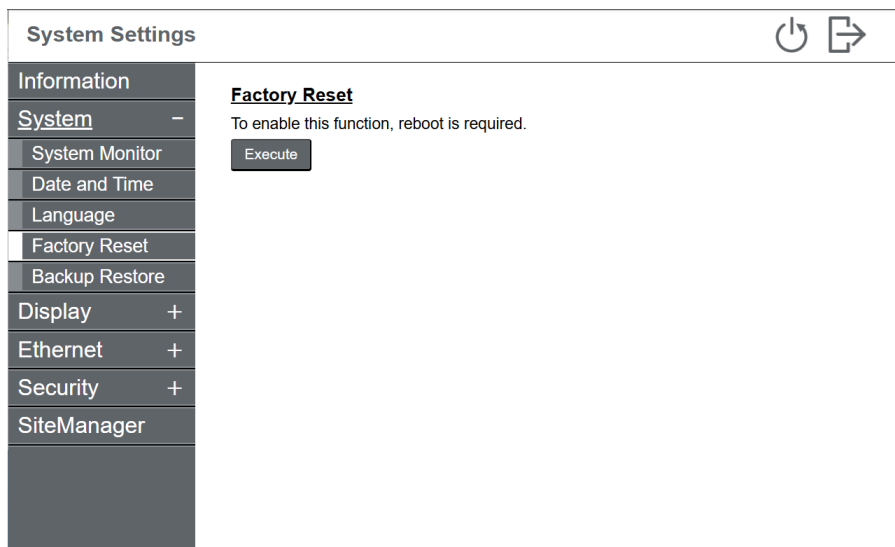 System Settings
Information
System −
System Monitor
Date and Time
Language
Factory Reset
Backup Restore
Display +
Ethernet +
Security +
SiteManager
Factory Reset
To enable this function, reboot is required.
Execute